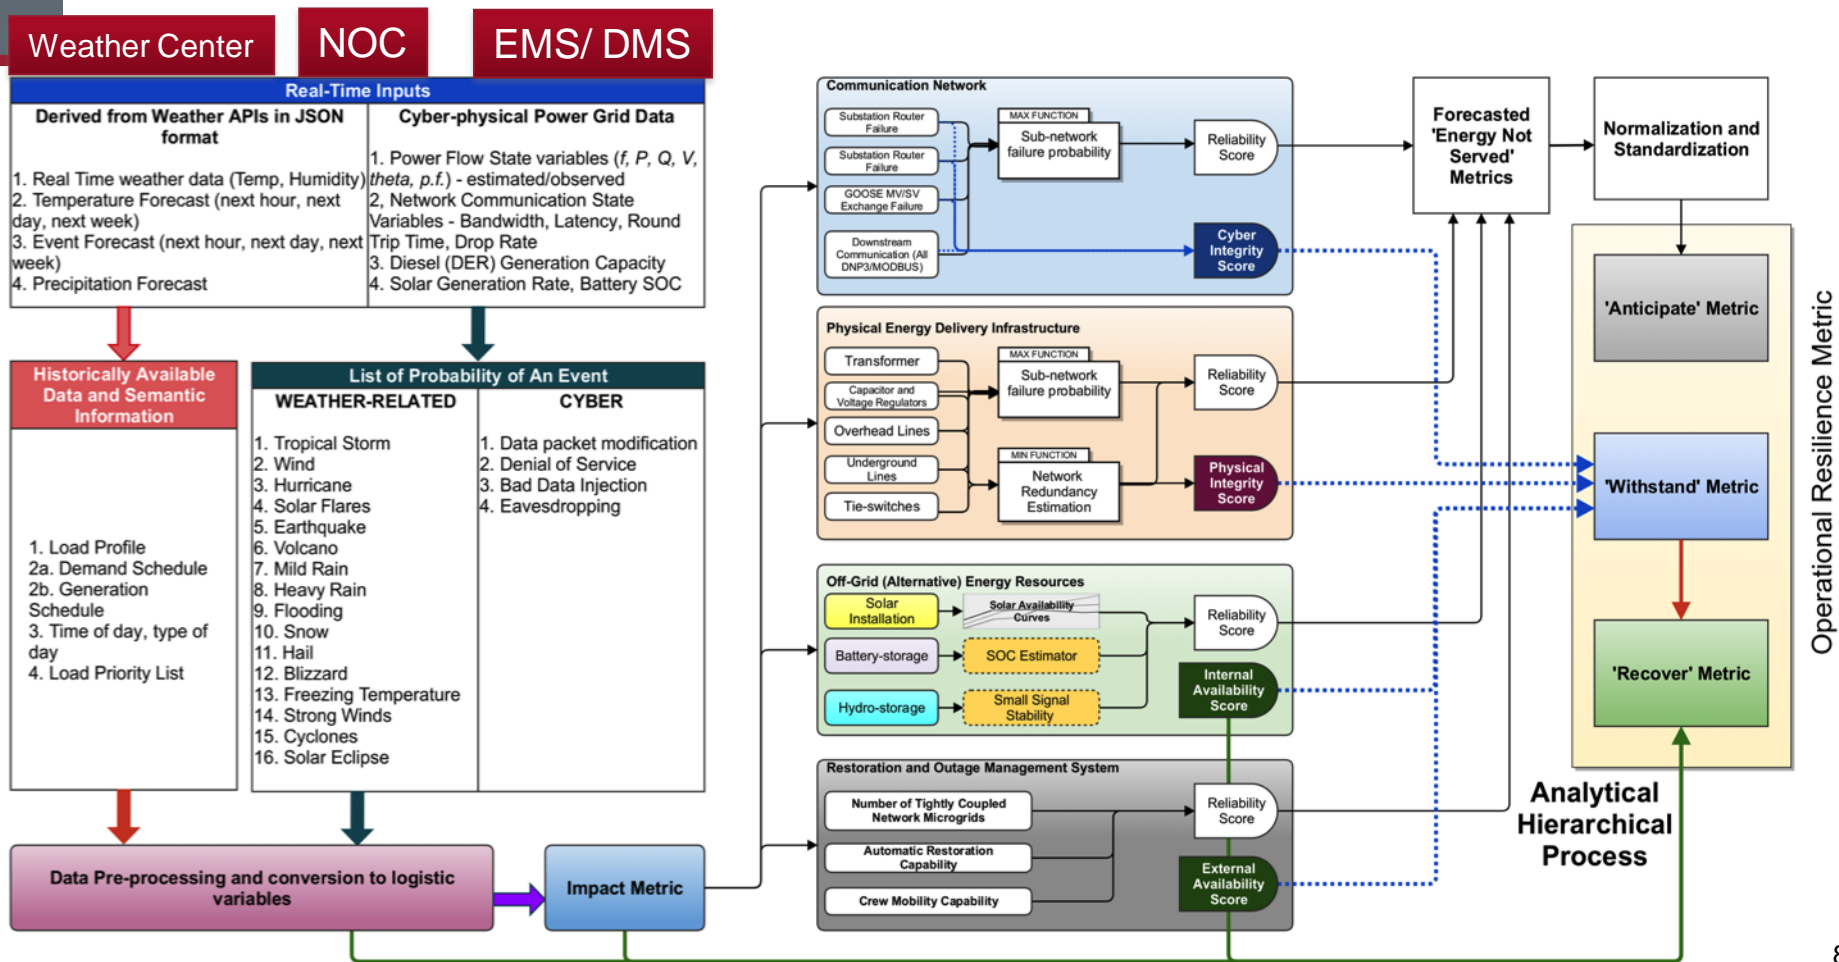 Weather Center
NOC
EMS/ DMS
Real-Time Inputs
Derived from Weather APIs in JSON
format
1. Real Time weather data (Temp, Humidity)
2. Temperature Forecast (next hour, next
day, next week)
3. Event Forecast (next hour, next day, next
week)
4. Precipitation Forecast
Cyber-physical Power Grid Data
1. Power Flow State variables (f, P, Q, V,
theta, p.f.) - estimated/observed
2, Network Communication State
Variables - Bandwidth, Latency, Round
Trip Time, Drop Rate
3. Diesel (DER) Generation Capacity
4. Solar Generation Rate, Battery SOC
Historically Available
Data and Semantic
Information
1. Load Profile
2a. Demand Schedule
2b. Generation
Schedule
3. Time of day, type of
day
4. Load Priority List
List of Probability of An Event
WEATHER-RELATED
1. Tropical Storm
2. Wind
3. Hurricane
4. Solar Flares
5. Earthquake
6. Volcano
7. Mild Rain
8. Heavy Rain
9. Flooding
10. Snow
11. Hail
12. Blizzard
13. Freezing Temperature
14. Strong Winds
15. Cyclones
16. Solar Eclipse
CYBER
1. Data packet modification
2. Denial of Service
3. Bad Data Injection
4. Eavesdropping
Data Pre-processing and conversion to logistic
variables
Impact Metric
Communication Network
Substation Router
Failure
Substation Router
Failure
GOOSE MV/SV
Exchange Failure
Downstream
Communication (All
DNP3/MODBUS)
MAX FUNCTION
Sub-network
failure probability
Reliability
Score
Cyber
Integrity
Score
Physical Energy Delivery Infrastructure
Transformer
Capacitor and
Voltage Regulators
Overhead Lines
Underground
Lines
Tie-switches
MAX FUNCTION
Sub-network
failure probability
MIN FUNCTION
Network
Redundancy
Estimation
Reliability
Score
Physical
Integrity
Score
Off-Grid (Alternative) Energy Resources
Solar
Installation
Solar Availability
Curves
Battery-storage
SOC Estimator
Hydro-storage
Small Signal
Stability
Reliability
Score
Internal
Availability
Score
Restoration and Outage Management System
Number of Tightly Coupled
Network Microgrids
Automatic Restoration
Capability
Crew Mobility Capability
Reliability
Score
External
Availability
Score
Forecasted
'Energy Not
Served'
Metrics
Normalization and
Standardization
'Anticipate' Metric
'Withstand' Metric
'Recover' Metric
Operational Resilience Metric
Analytical
Hierarchical
Process